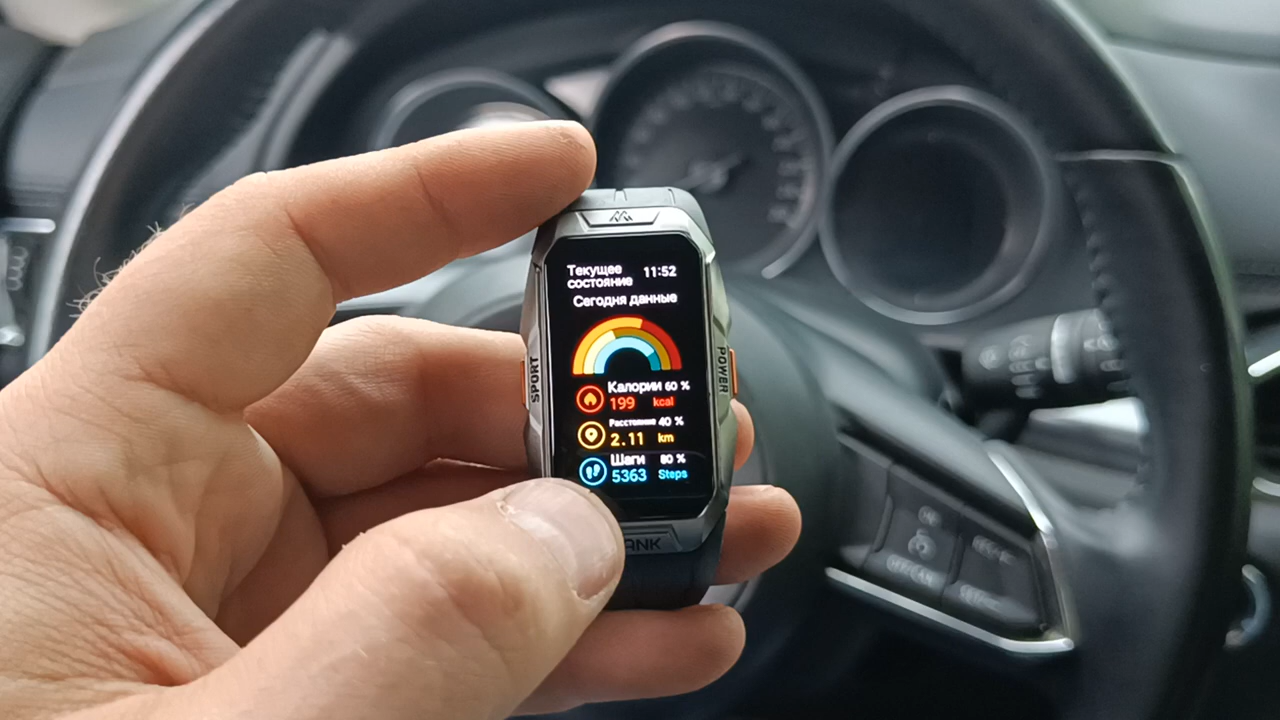 Текущее
состояние
11:52
Сегодня данные
SPORT
POWER
Калории 60 %
199 kcal
Расстояние 40 %
2.11 km
Шаги 80 %
5363 Steps